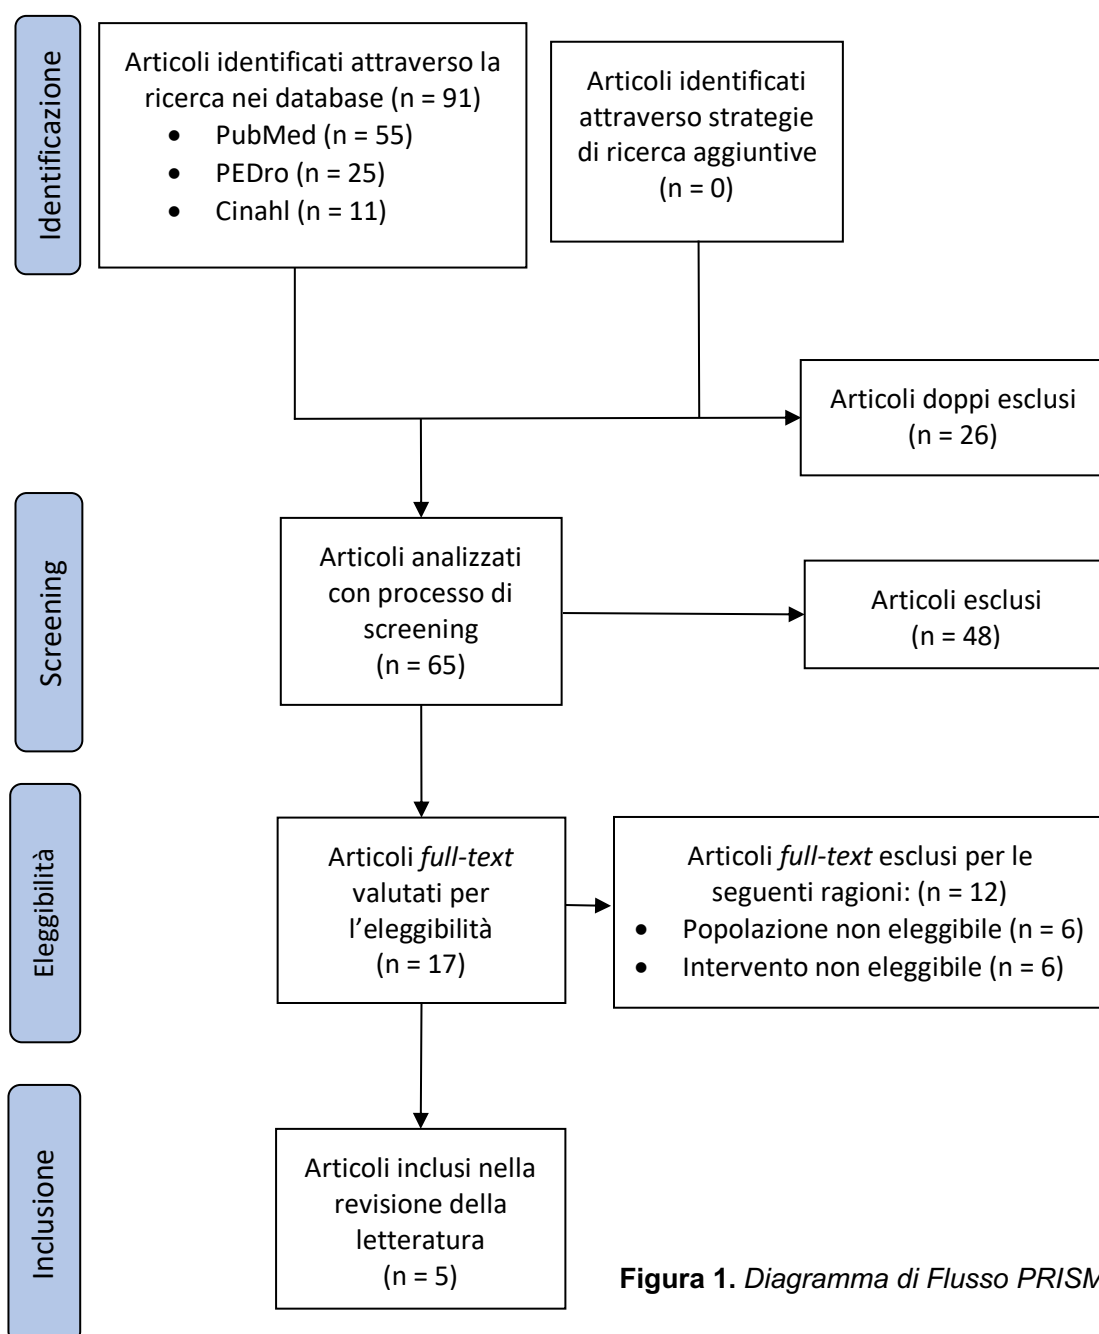 Identificazione
Articoli identificati attraverso la
ricerca nei database (n = 91)
• PubMed (n = 55)
• PEDro (n = 25)
• Cinahl (n = 11)
Articoli identificati
attraverso strategie
di ricerca aggiuntive
(n = 0)
Articoli doppi esclusi
(n = 26)
Screening
Articoli analizzati
con processo di
screening
(n = 65)
Articoli esclusi
(n = 48)
Eleggibilità
Articoli full-text
valutati per
l’eleggibilità
(n = 17)
Articoli full-text esclusi per le
seguenti ragioni: (n = 12)
• Popolazione non eleggibile (n = 6)
• Intervento non eleggibile (n = 6)
Inclusione
Articoli inclusi nella
revisione della
letteratura
(n = 5)
Figura 1. Diagramma di Flusso PRISM